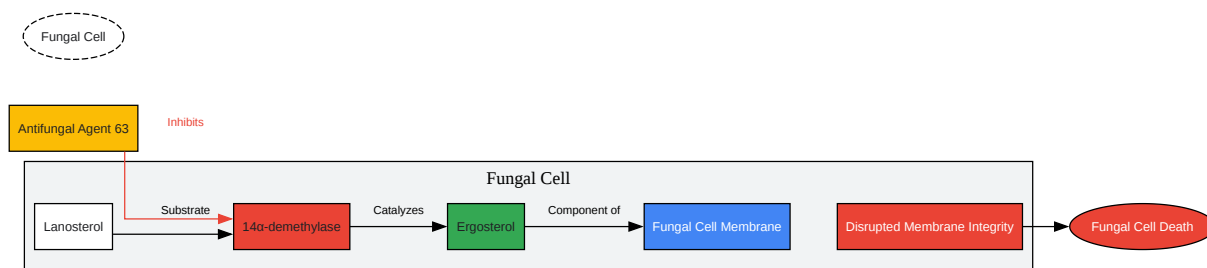 Fungal Cell
Antifungal Agent 63
Inhibits
Fungal Cell
Lanosterol
Substrate
14α-demethylase
Catalyzes
Ergosterol
Component of
Fungal Cell Membrane
Disrupted Membrane Integrity
Fungal Cell Death